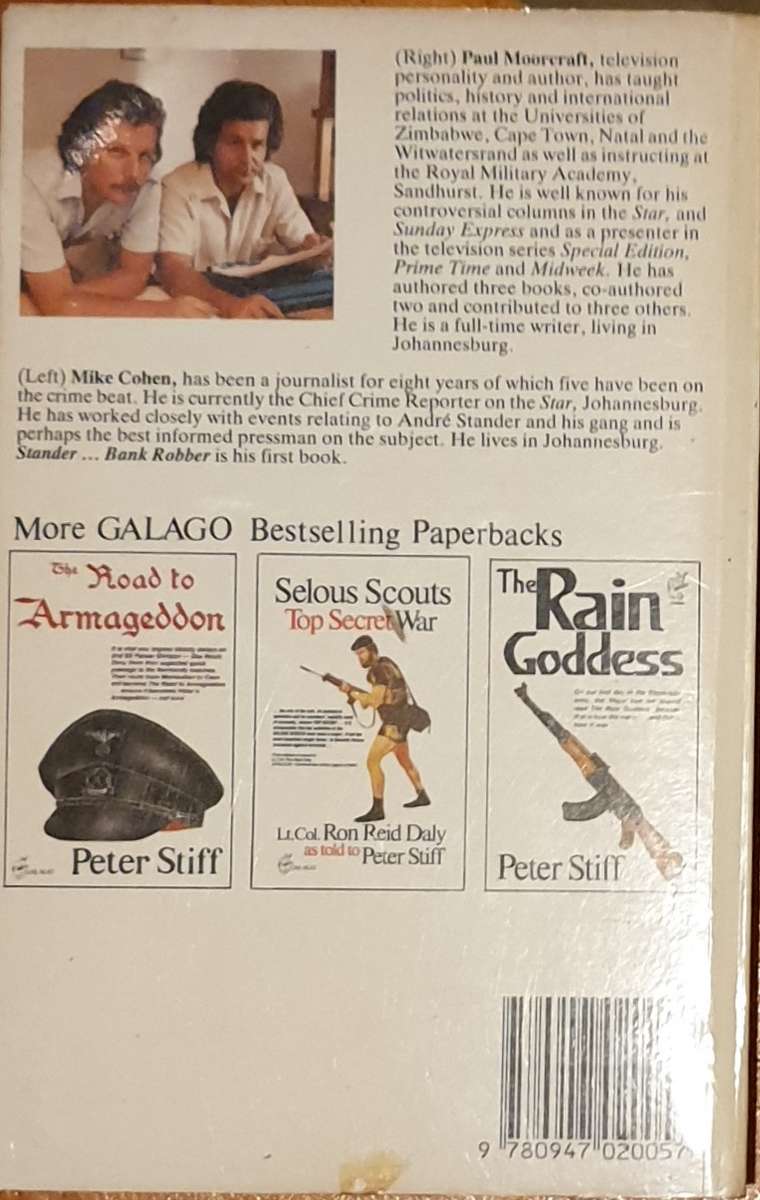 (Right) Paul Moorcraft, television
personality and author, has taught
politics, history and international
relations at the Universities of
Zimbabwe, Cape Town, Natal and the
Witwatersrand as well as instructing at
the Royal Military Academy,
Sandhurst. He is well known for his
controversial columns in the Star, and
Sunday Express and as a presenter in
the television series Special Edition,
Prime Time and Midweek. He has
authored three books, co-authored
two and contributed to three others.
He is a full-time writer, living in
Johannesburg.
(Left) Mike Cohen, has been a journalist for eight years of which five have been on
the crime beat. He is currently the Chief Crime Reporter on the Star, Johannesburg.
He has worked closely with events relating to André Stander and his gang and is
perhaps the best informed pressman on the subject. He lives in Johannesburg.
Stander ... Bank Robber is his first book.
More GALAGO Bestselling Paperbacks
The Road to
Armageddon
Peter Stiff
Selous Scouts
Top Secret War
Lt.Col. Ron Reid Daly
as told to Peter Stiff
The Rain
Goddess
Peter Stiff
9 780947 020057